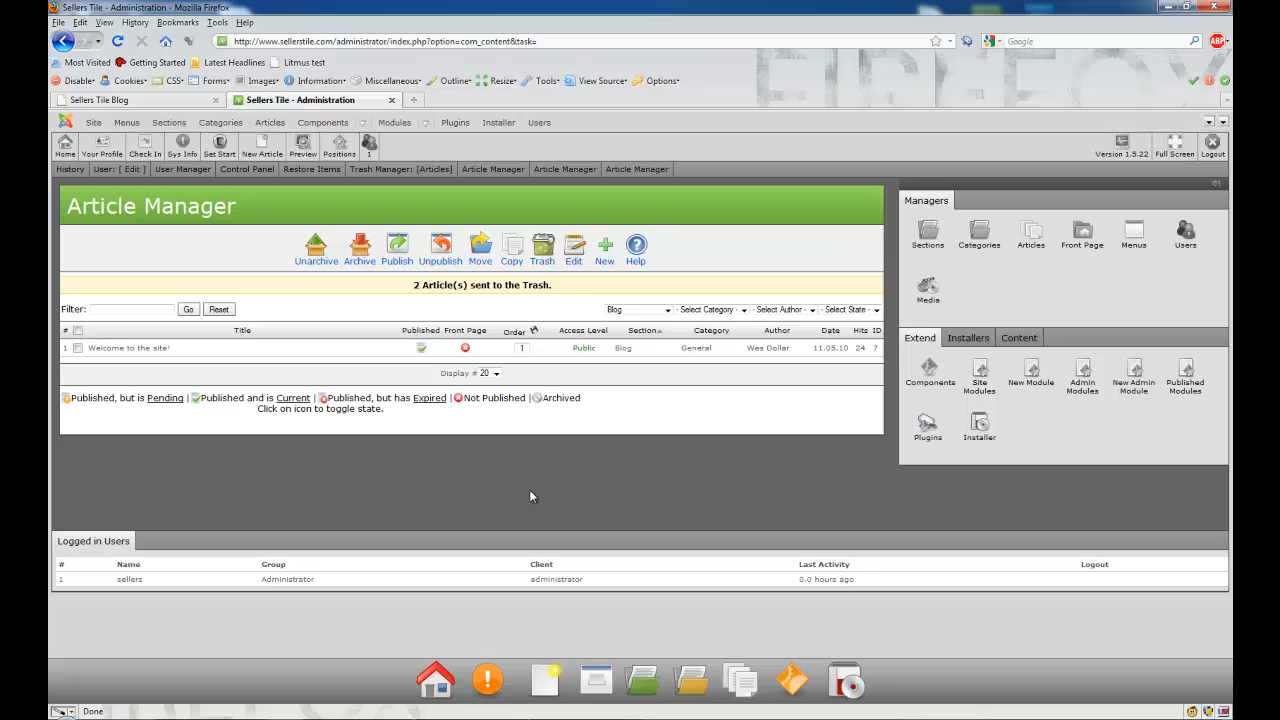 Sellers Tile - Administration - Mozilla Firefox
File Edit View History Bookmarks Tools Help
http://www.sellerstile.com/administrator/index.php?option=com_content&task=
Google
ABP
Most Visited Getting Started Latest Headlines Litmus test
Disable Cookies CSS Forms Images Information Miscellaneous Outline Resize Tools View Source Options
Sellers Tile Blog Sellers Tile - Administration
Site Menus Sections Categories Articles Components Modules Plugins Installer Users
Home Your Profile Check In Sys Info Set Start New Article Preview Positions 1 Version 1.5.22 Full Screen Logout
History User: [ Edit ] User Manager Control Panel Restore Items Trash Manager: [Articles] Article Manager Article Manager Article Manager
Article Manager
Unarchive Archive Publish Unpublish Move Copy Trash Edit New Help
2 Article(s) sent to the Trash.
Filter: Go Reset Blog - Select Category - - Select Author - - Select State -
# Title Published Front Page Order Access Level Section Category Author Date Hits ID
1 Welcome to the site! 1 Public Blog General Wes Dollar 11.05.10 24 7
Display # 20
Published, but is Pending | Published and is Current | Published, but has Expired | Not Published | Archived
Click on icon to toggle state.
Managers
Sections Categories Articles Front Page Menus Users
Media
Extend Installers Content
Components Site Modules New Module Admin Modules New Admin Module Published Modules
Plugins Installer
Logged in Users
# Name Group Client Last Activity Logout
1 sellers Administrator administrator 0.0 hours ago
Done